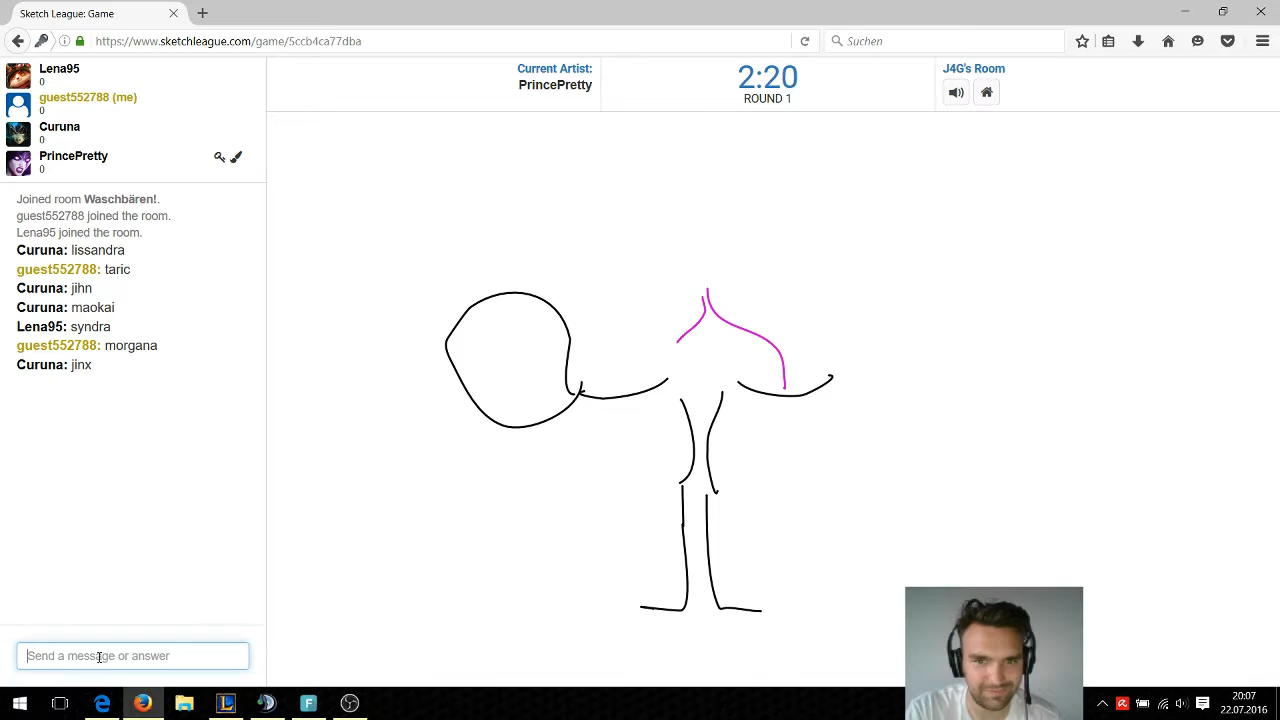 Sketch League: Game
https://www.sketchleague.com/game/5ccb4ca77dba
Suchen
Lena95
0
guest552788 (me)
0
Curuna
0
PrincePretty
0
Current Artist:
PrincePretty
2:20
ROUND 1
J4G's Room
Joined room Waschbären!.
guest552788 joined the room.
Lena95 joined the room.
Curuna: lissandra
guest552788: taric
Curuna: jihn
Curuna: maokai
Lena95: syndra
guest552788: morgana
Curuna: jinx
Send a message or answer
20:07
22.07.2016